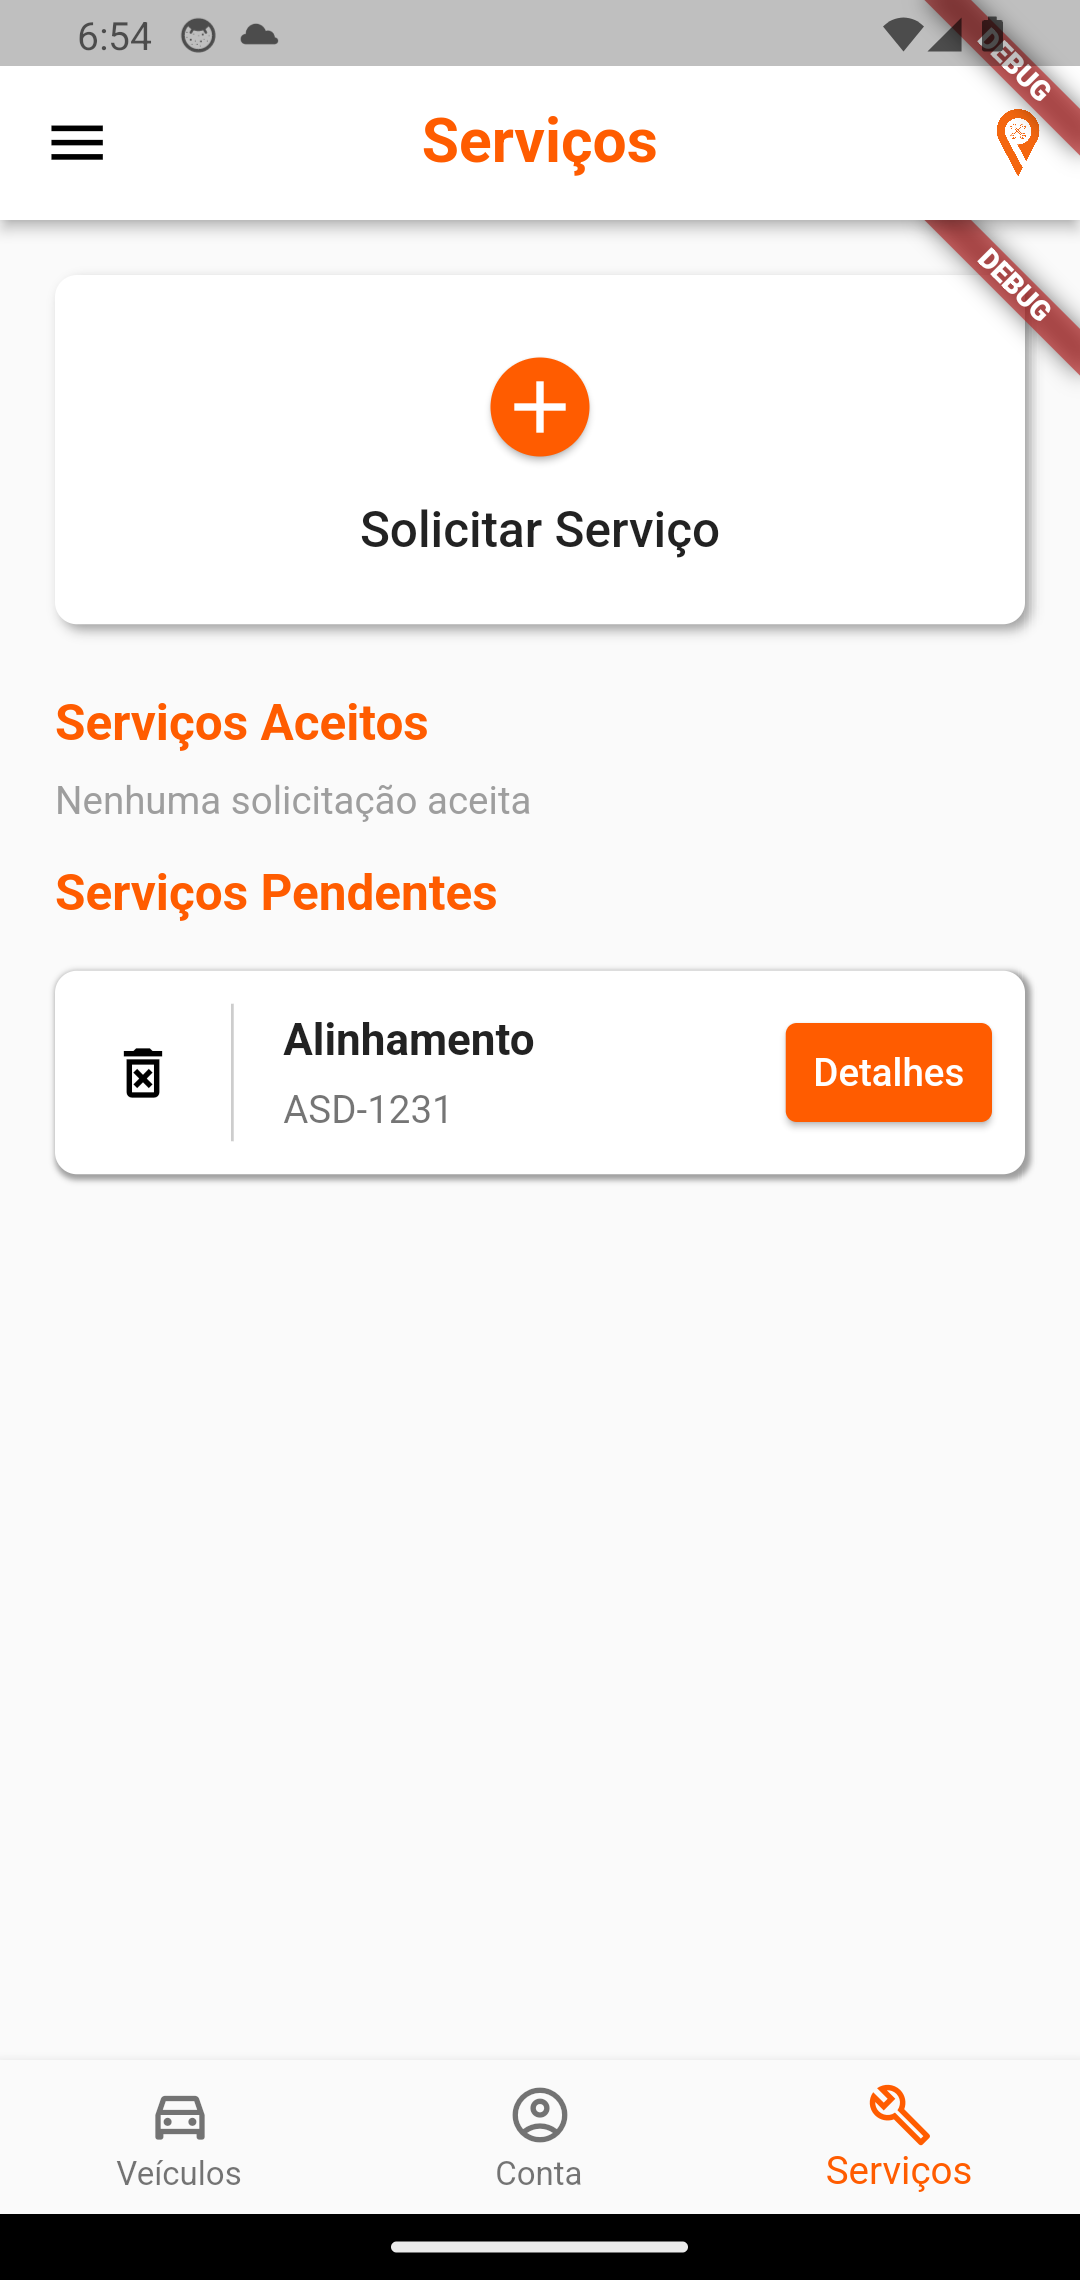 6:54
DEBUG
Serviços
DEBUG
Solicitar Serviço
Serviços Aceitos
Nenhuma solicitação aceita
Serviços Pendentes
Alinhamento
ASD-1231
Detalhes
Veículos
Conta
Serviços